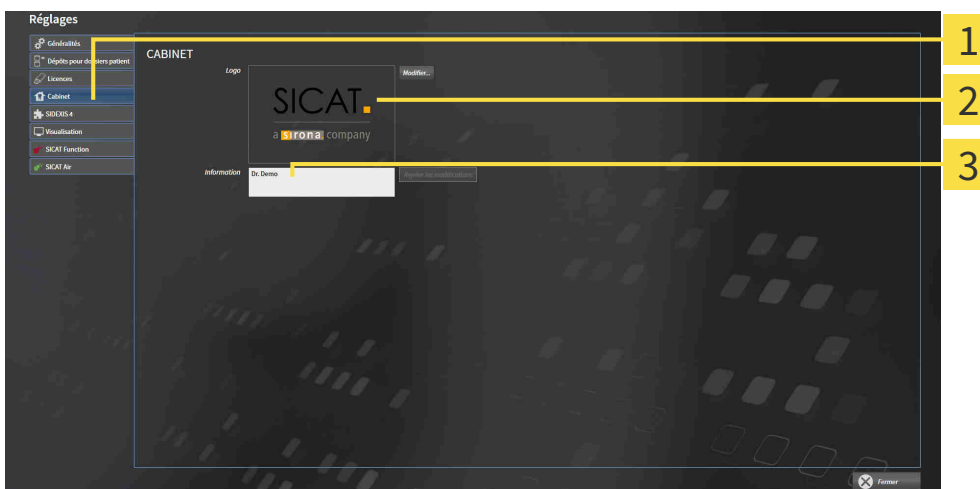 Réglages
Généralités
Dépôts pour dossiers patient
Licences
Cabinet
SIDEXIS 4
Visualisation
SICAT Function
SICAT Air
CABINET
Logo
Modifier...
SICAT.
a sirona company
Information
Dr. Demo
Rejeter les modifications
Fermer
1
2
3